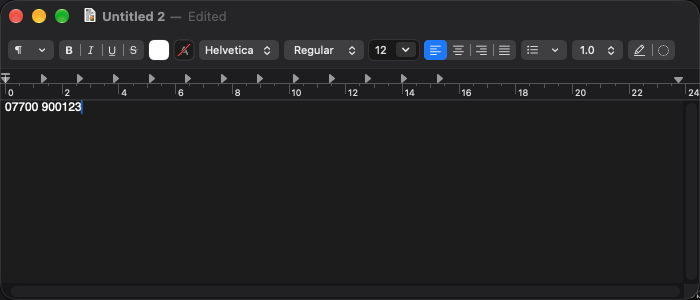 Untitled 2 — Edited
¶ B I U S Helvetica Regular 12 1.0
0 2 4 6 8 10 12 14 16 18 20 22 24
07700 900123